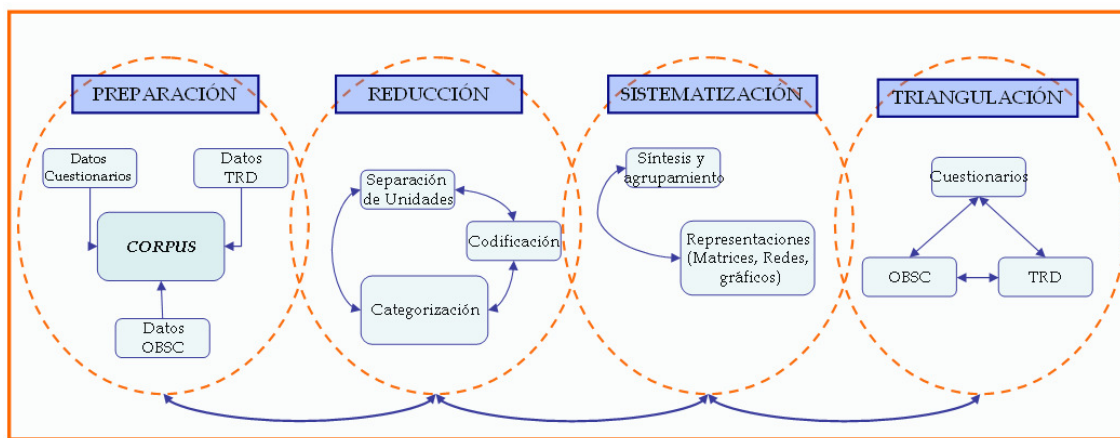 PREPARACIÓN
Datos
Cuestionarios
Datos
TRD
CORPUS
Datos
OBSC
REDUCCIÓN
Separación
de Unidades
Codificación
Categorización
SISTEMATIZACIÓN
Síntesis y
agrupamiento
Representaciones
(Matrices, Redes,
gráficos)
TRIANGULACIÓN
Cuestionarios
OBSC
TRD